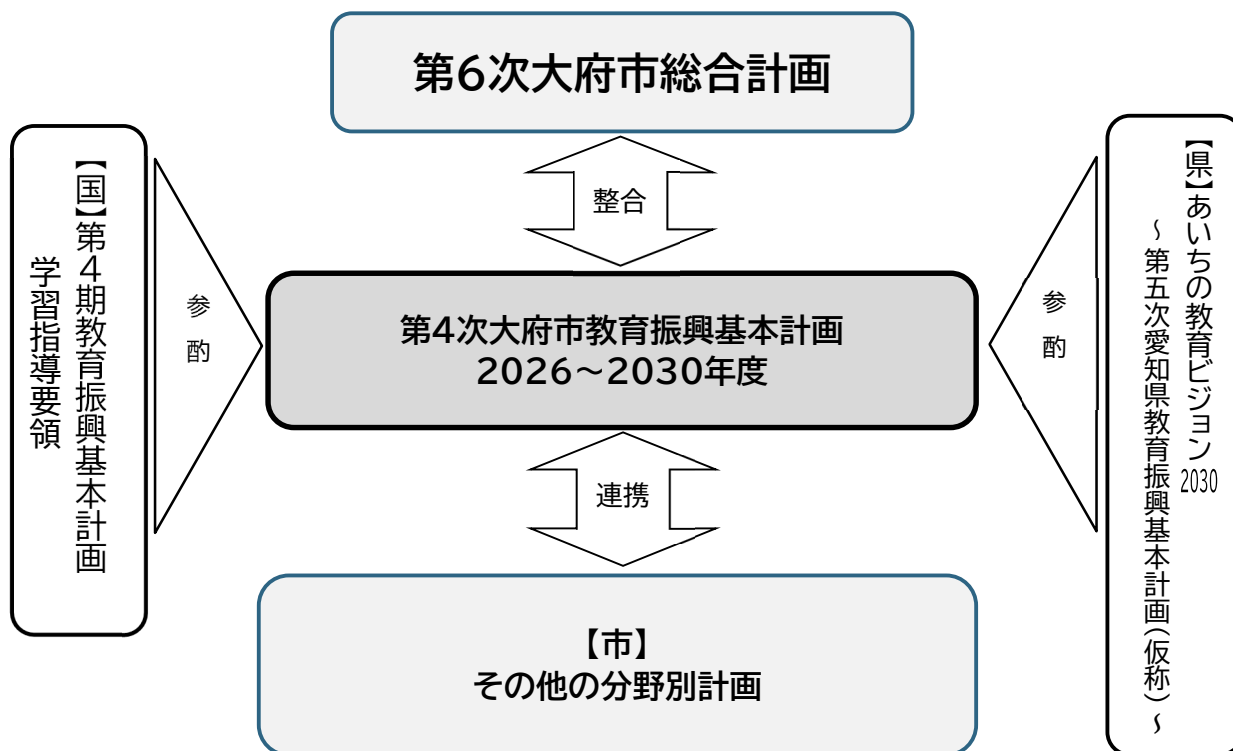 第6次大府市総合計画
整合
【国】第4期教育振興基本計画
学習指導要領
参酌
第4次大府市教育振興基本計画
2026～2030年度
参酌
【県】あいちの教育ビジョン2030
～第五次愛知県教育振興基本計画(仮称)～
連携
【市】
その他の分野別計画